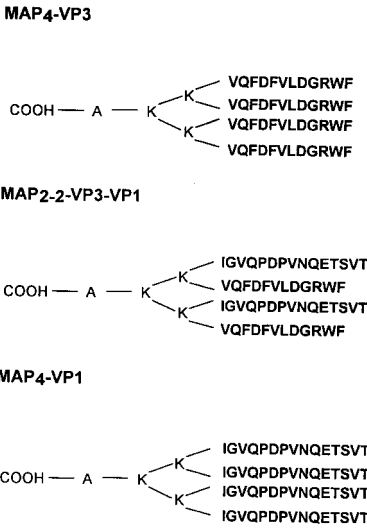 MAP4-VP3
VQFDFVLDGRWF
K
VQFDFVLDGRWF
COOH — A — K
VQFDFVLDGRWF
K
VQFDFVLDGRWF
MAP2-2-VP3-VP1
IGVQPDPVNQETSVT
K
VQFDFVLDGRWF
COOH — A — K
IGVQPDPVNQETSVT
K
VQFDFVLDGRWF
MAP4-VP1
IGVQPDPVNQETSVT
K
IGVQPDPVNQETSVT
COOH — A — K
IGVQPDPVNQETSVT
K
IGVQPDPVNQETSVT